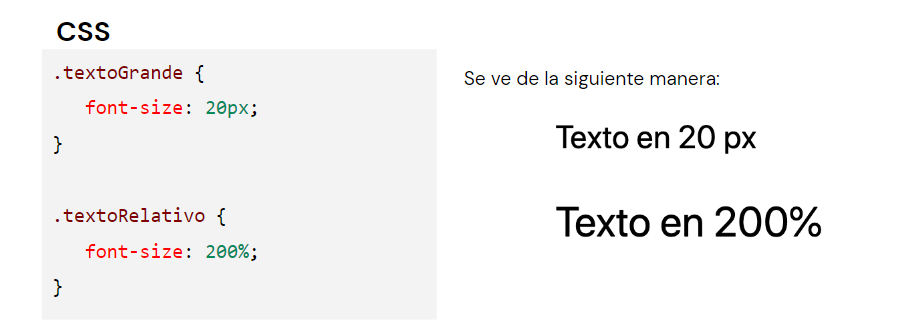 CSS
.textoGrande {
font-size: 20px;
}
.textoRelativo {
font-size: 200%;
}
Se ve de la siguiente manera:
Texto en 20 px
Texto en 200%